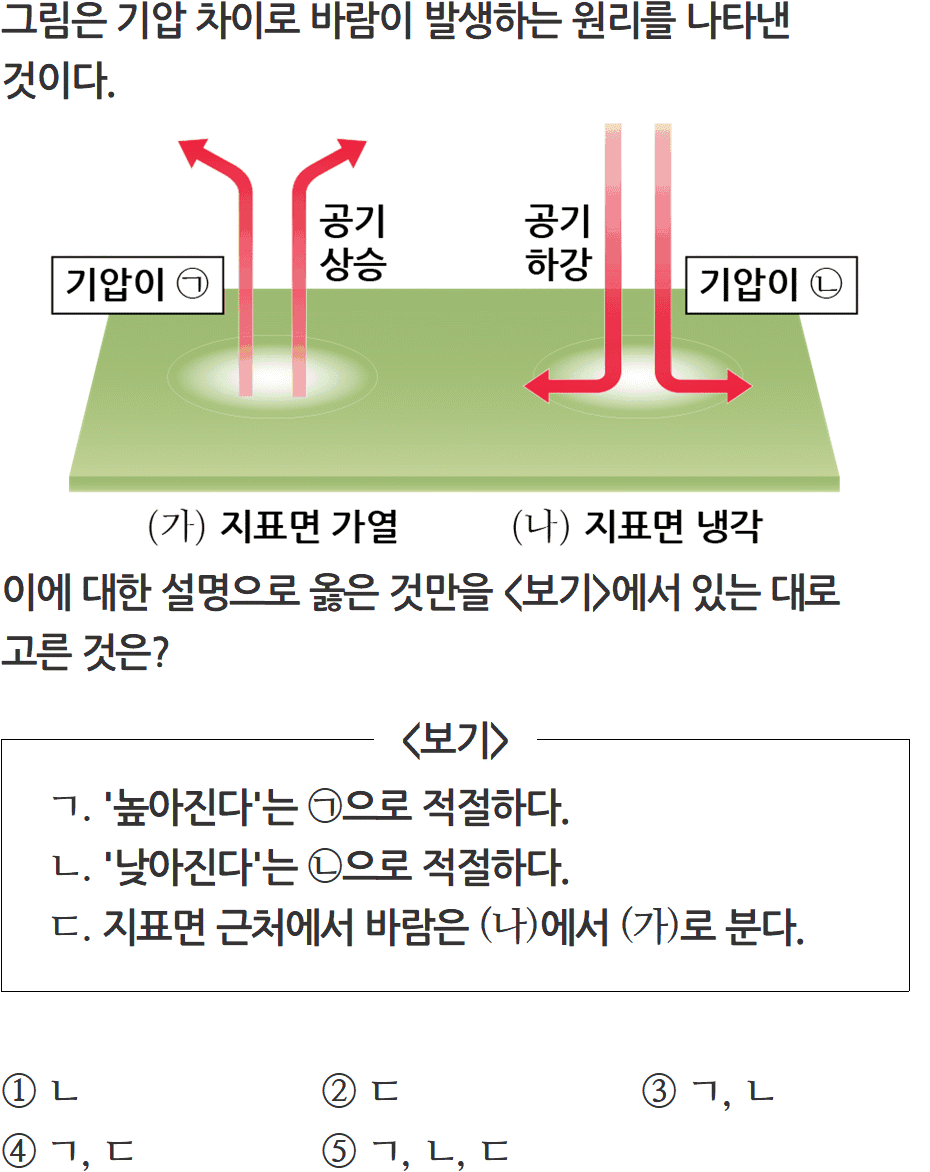 그림은 기압 차이로 바람이 발생하는 원리를 나타낸
것이다.
공기
상승
공기
하강
기압이 ㉠
기압이 ㉡
(가) 지표면 가열
(나) 지표면 냉각
이에 대한 설명으로 옳은 것만을 <보기>에서 있는 대로
고른 것은?
<보기>
ㄱ. '높아진다'는 ㉠으로 적절하다.
ㄴ. '낮아진다'는 ㉡으로 적절하다.
ㄷ. 지표면 근처에서 바람은 (나)에서 (가)로 분다.
① ㄴ ② ㄷ ③ ㄱ, ㄴ
④ ㄱ, ㄷ ⑤ ㄱ, ㄴ, ㄷ